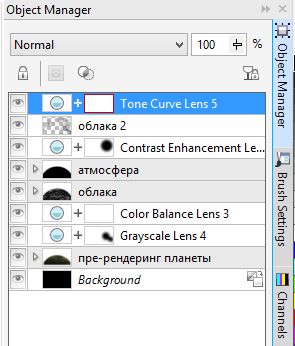 Object Manager
Normal
100
%
Tone Curve Lens 5
облака 2
Contrast Enhancement Le...
атмосфера
облака
Color Balance Lens 3
Grayscale Lens 4
пре-рендеринг планеты
Background
Object Manager
Brush Settings
Channels